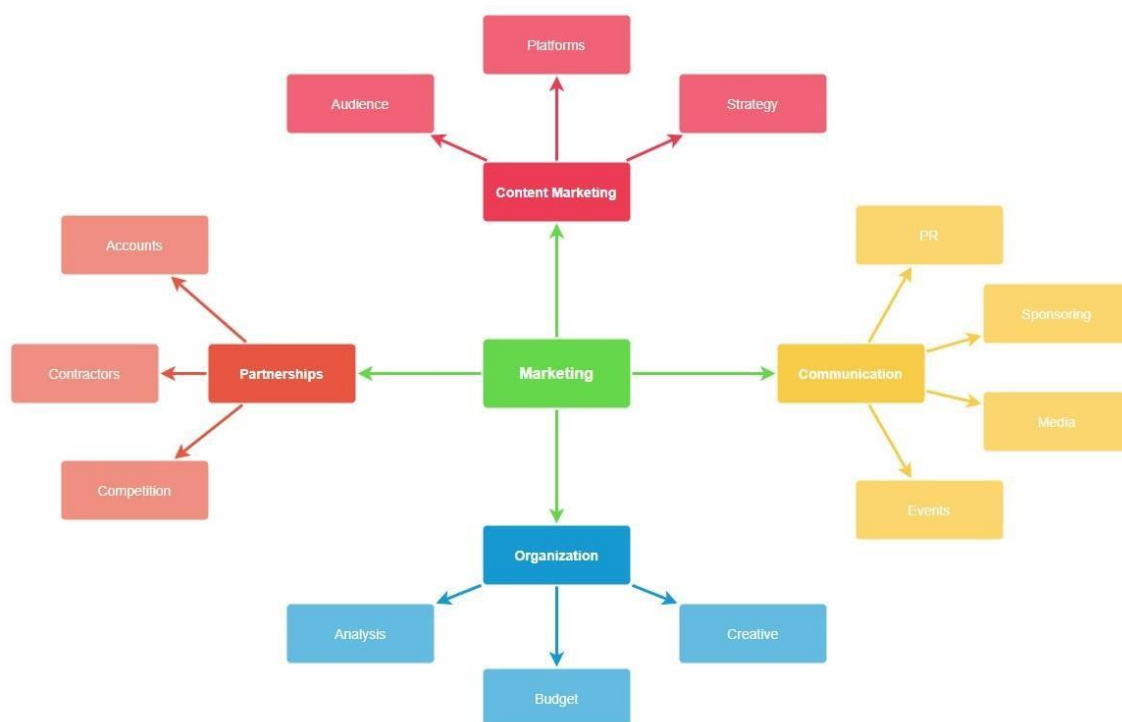 Platforms
Audience
Strategy
Content Marketing
Accounts
PR
Sponsoring
Contractors
Partnerships
Marketing
Communication
Media
Competition
Events
Organization
Analysis
Creative
Budget